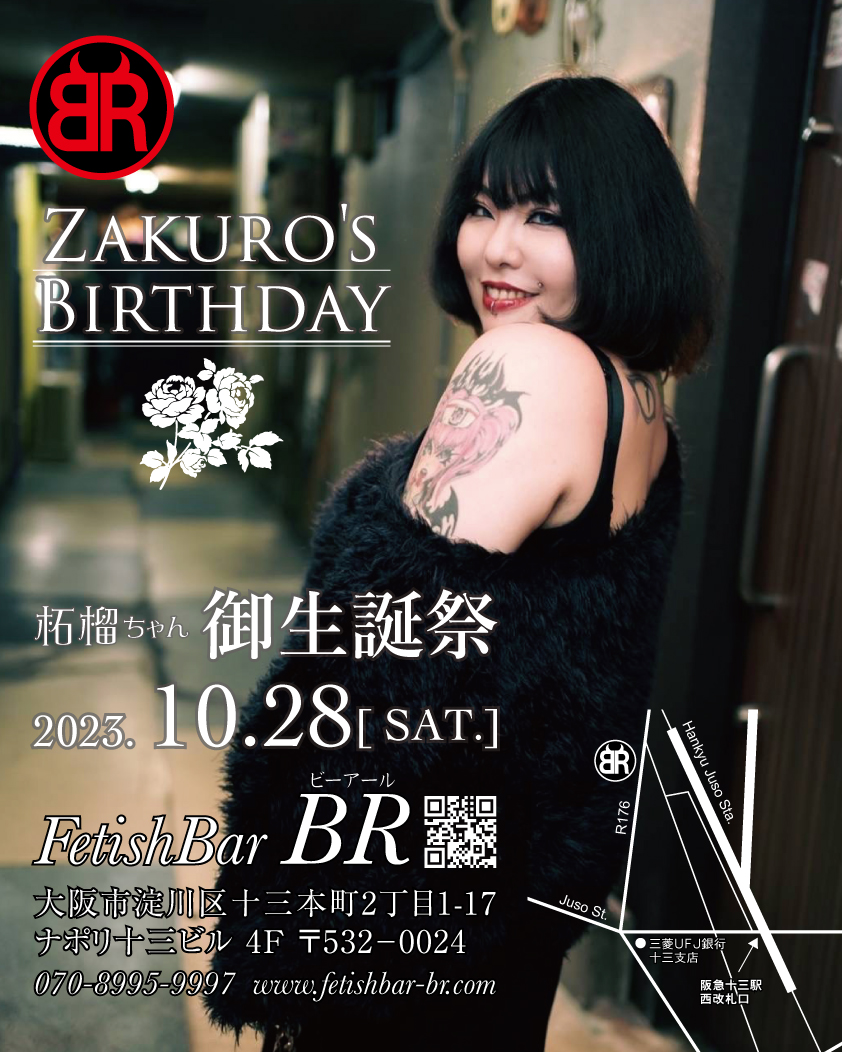 BR
ZAKURO'S
BIRTHDAY
柘榴ちゃん 御生誕祭
2023. 10.28[ SAT.]
ビーアール
FetishBar BR
大阪市淀川区十三本町2丁目1-17
ナポリ十三ビル 4F 〒532-0024
070-8995-9997 www.fetishbar-br.com
BR
Hankyu Juso Sta.
R176
Juso St.
●三菱UFJ銀行
十三支店
阪急十三駅
西改札口